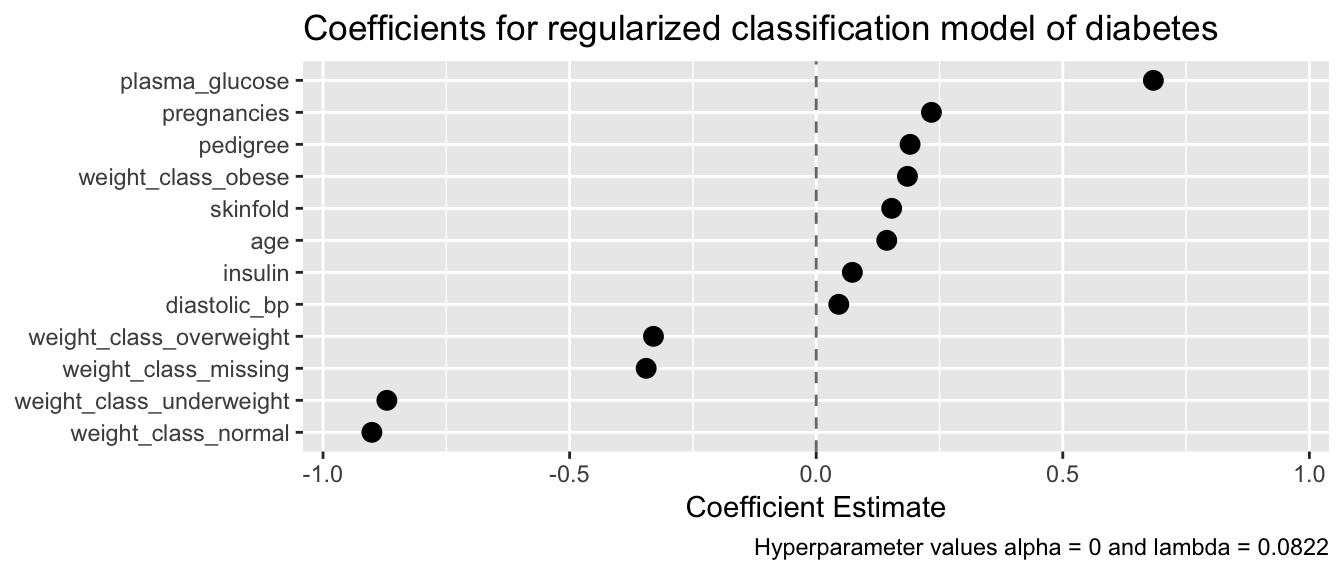 Coefficients for regularized classification model of diabetes
plasma_glucose
pregnancies
pedigree
weight_class_obese
skinfold
age
insulin
diastolic_bp
weight_class_overweight
weight_class_missing
weight_class_underweight
weight_class_normal
-1.0 -0.5 0.0 0.5 1.0
Coefficient Estimate
Hyperparameter values alpha = 0 and lambda = 0.0822